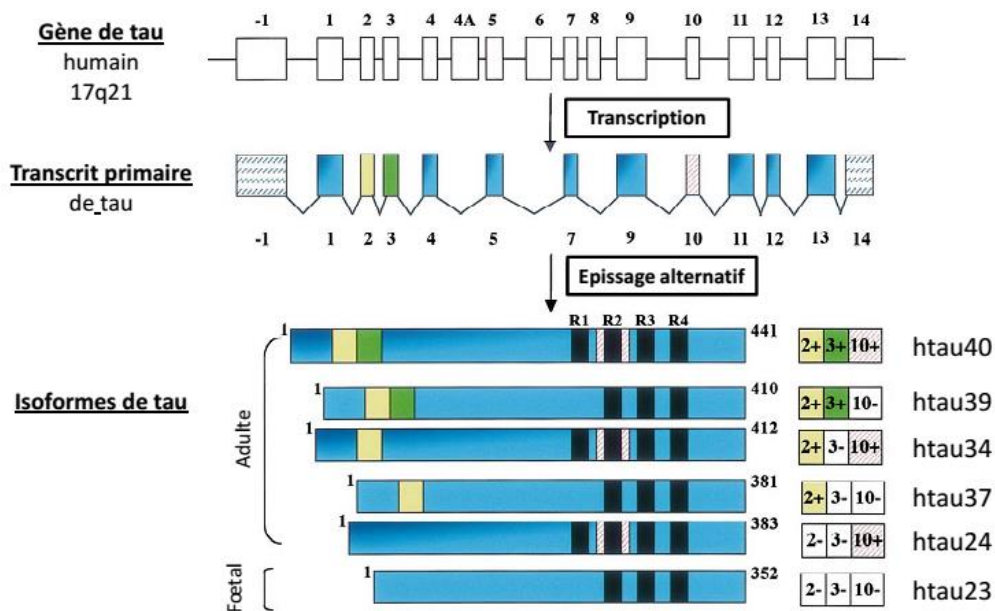 Gène de tau
humain
17q21
-1 1 2 3 4 4A 5 6 7 8 9 10 11 12 13 14
Transcription
Transcrit primaire
de_tau
-1 1 2 3 4 5 7 9 10 11 12 13 14
Epissage alternatif
Isoformes de tau
Adulte
R1 R2 R3 R4
1 441 2+ 3+ 10+ htau40
1 410 2+ 3+ 10- htau39
1 412 2+ 3- 10+ htau34
1 381 2+ 3- 10- htau37
1 383 2- 3- 10+ htau24
Fœtal
1 352 2- 3- 10- htau23